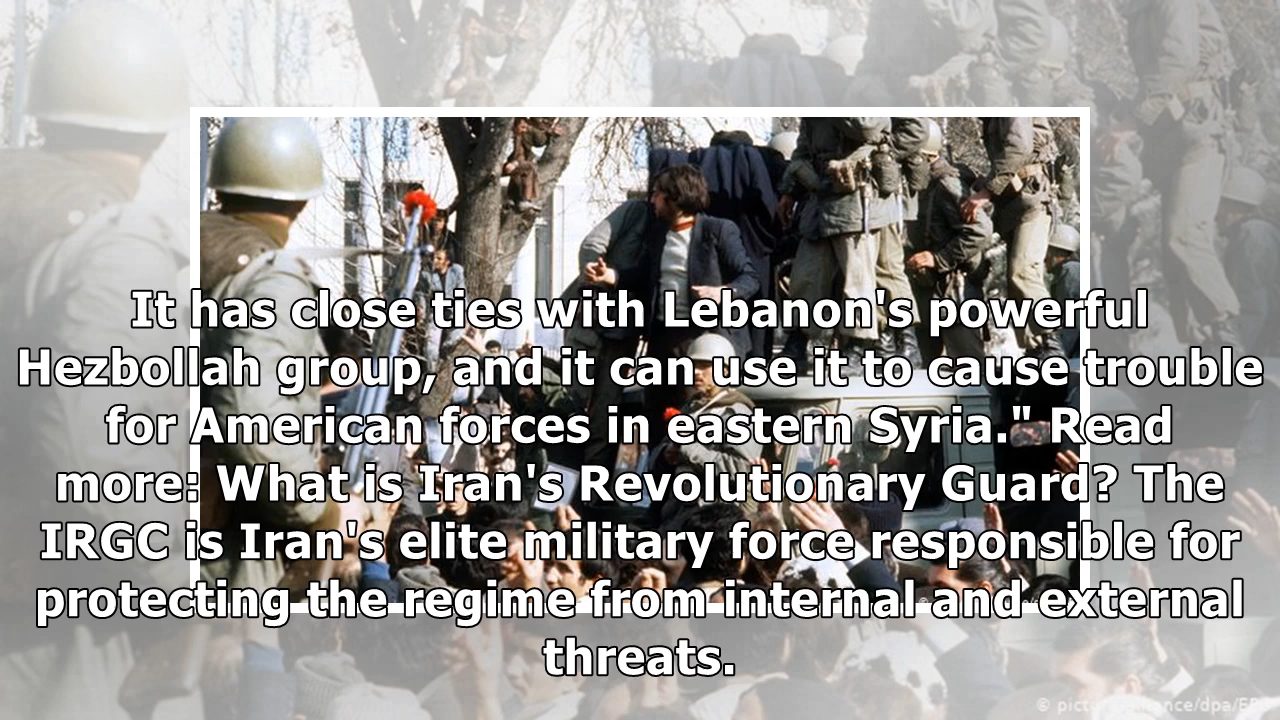 It has close ties with Lebanon's powerful
Hezbollah group, and it can use it to cause trouble
for American forces in eastern Syria." Read
more: What is Iran's Revolutionary Guard? The
IRGC is Iran's elite military force responsible for
protecting the regime from internal and external
threats.
©